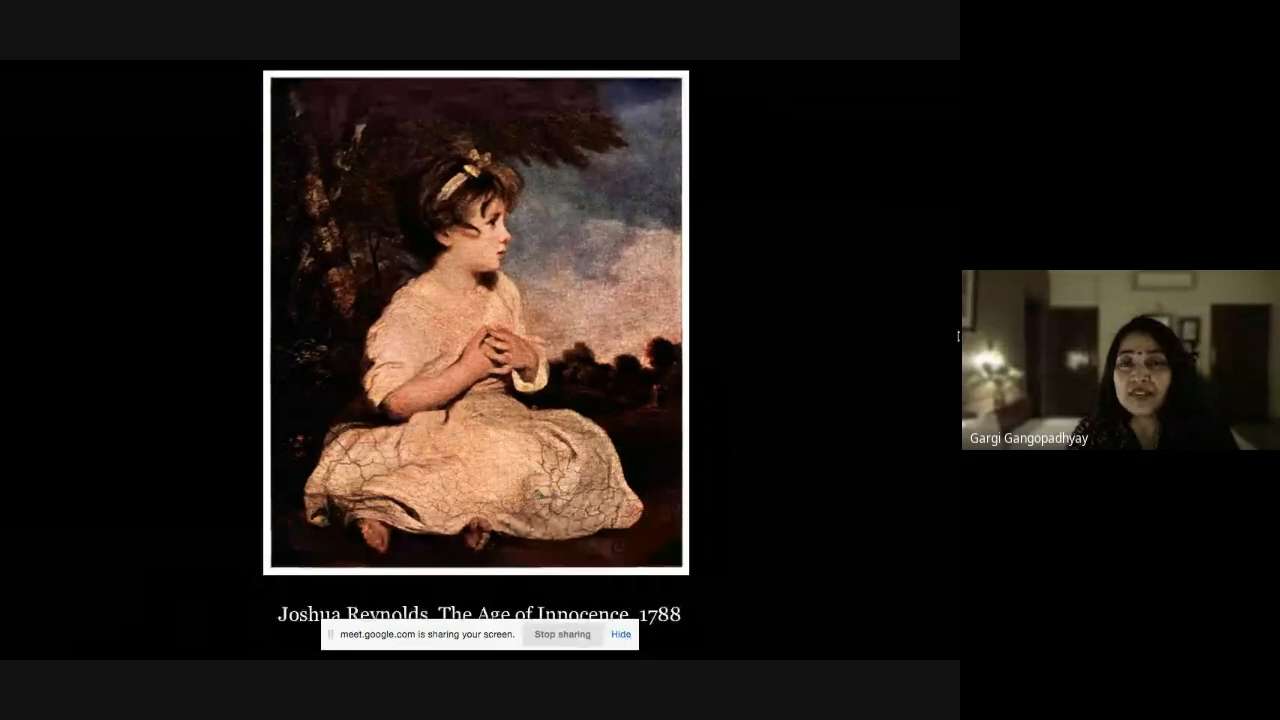 Joshua Reynolds, The Age of Innocence, 1788
meet.google.com is sharing your screen. Stop sharing Hide
Gargi Gangopadhyay